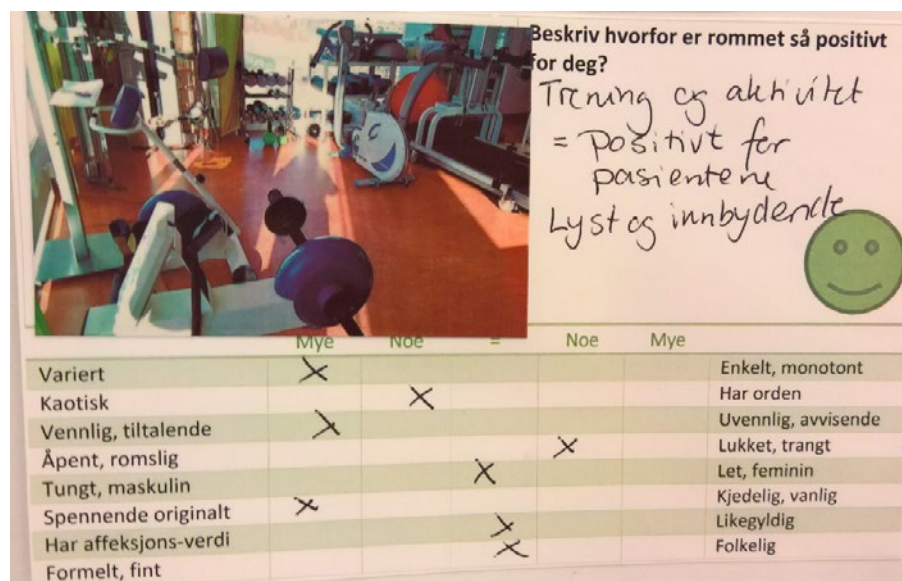 Beskriv hvorfor er rommet så positivt
for deg?
Trening og aktivitet
= Positivt for
pasientene
Lyst og innbydende
Mye Noe = Noe Mye
Variert Enkelt, monotont
Kaotisk Har orden
Vennlig, tiltalende Uvennlig, avvisende
Åpent, romslig Lukket, trangt
Tungt, maskulin Let, feminin
Spennende originalt Kjedelig, vanlig
Har affeksjons-verdi Likegyldig
Formelt, fint Folkelig